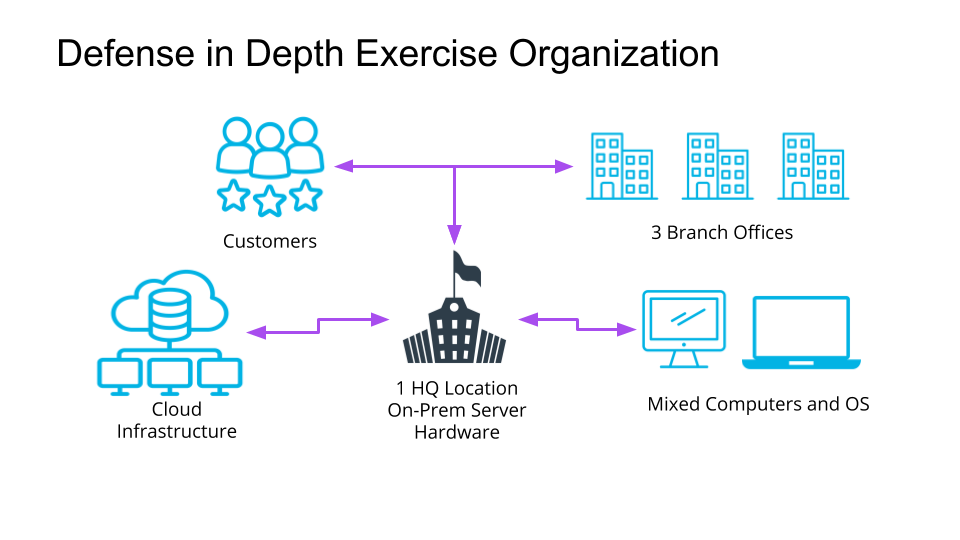 Defense in Depth Exercise Organization
Customers
3 Branch Offices
Cloud
Infrastructure
1 HQ Location
On-Prem Server
Hardware
Mixed Computers and OS